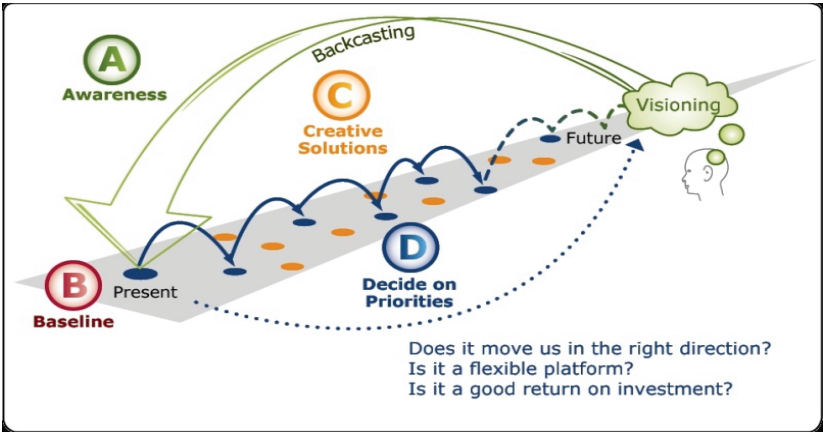 Backcasting
A
Awareness
C
Creative
Solutions
Visioning
Future
D
Decide on
Priorities
B
Present
Baseline
Does it move us in the right direction?
Is it a flexible platform?
Is it a good return on investment?